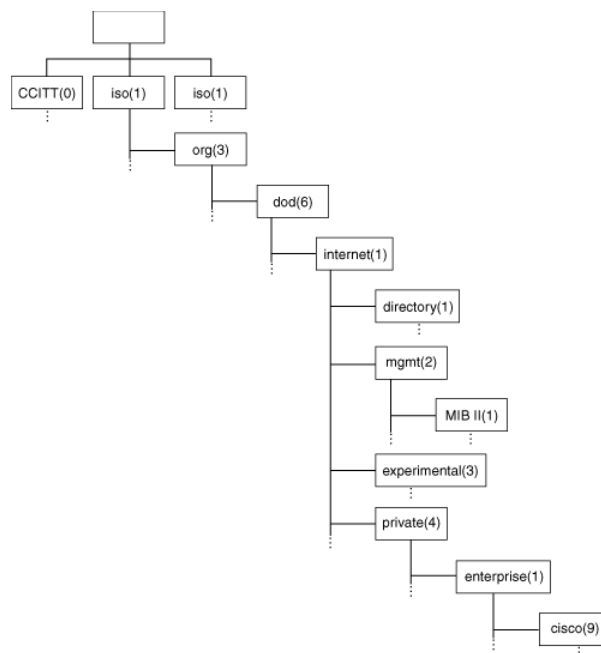 CCITT(0)
iso(1)
iso(1)
org(3)
dod(6)
internet(1)
directory(1)
mgmt(2)
MIB II(1)
experimental(3)
private(4)
enterprise(1)
cisco(9)